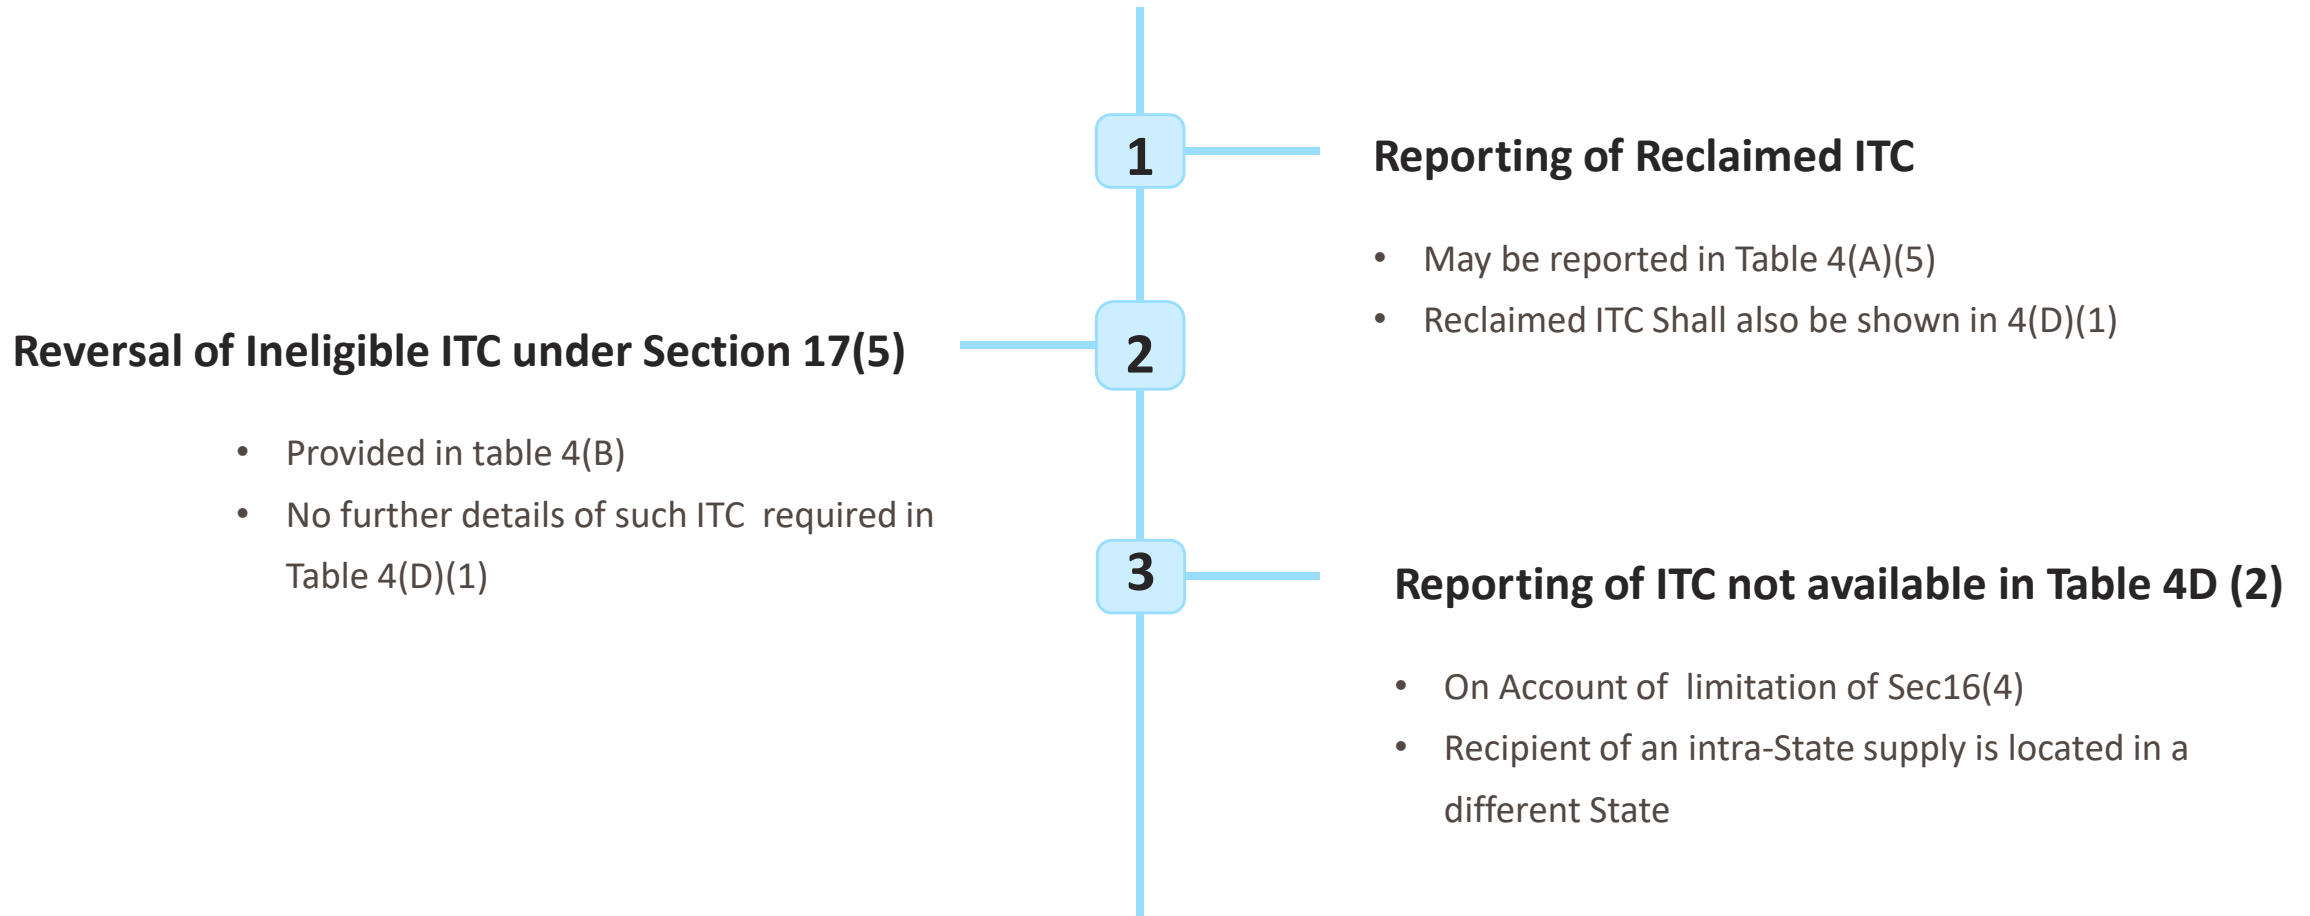 1
Reporting of Reclaimed ITC
• May be reported in Table 4(A)(5)
• Reclaimed ITC Shall also be shown in 4(D)(1)
Reversal of Ineligible ITC under Section 17(5)
2
• Provided in table 4(B)
• No further details of such ITC  required in
Table 4(D)(1)
3
Reporting of ITC not available in Table 4D (2)
• On Account of  limitation of Sec16(4)
• Recipient of an intra-State supply is located in a
different State